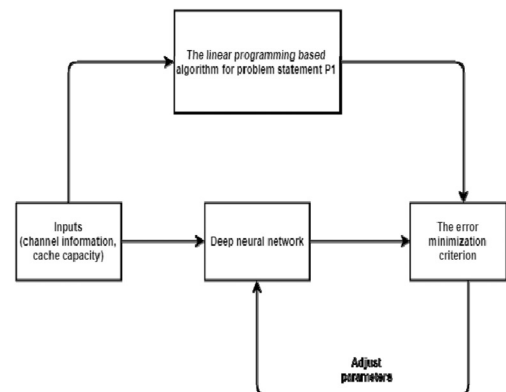 The linear programming based
algorithm for problem statement P1
Inputs
(channel information,
cache capacity)
Deep neural network
The error
minimization
criterion
Adjust
parameters